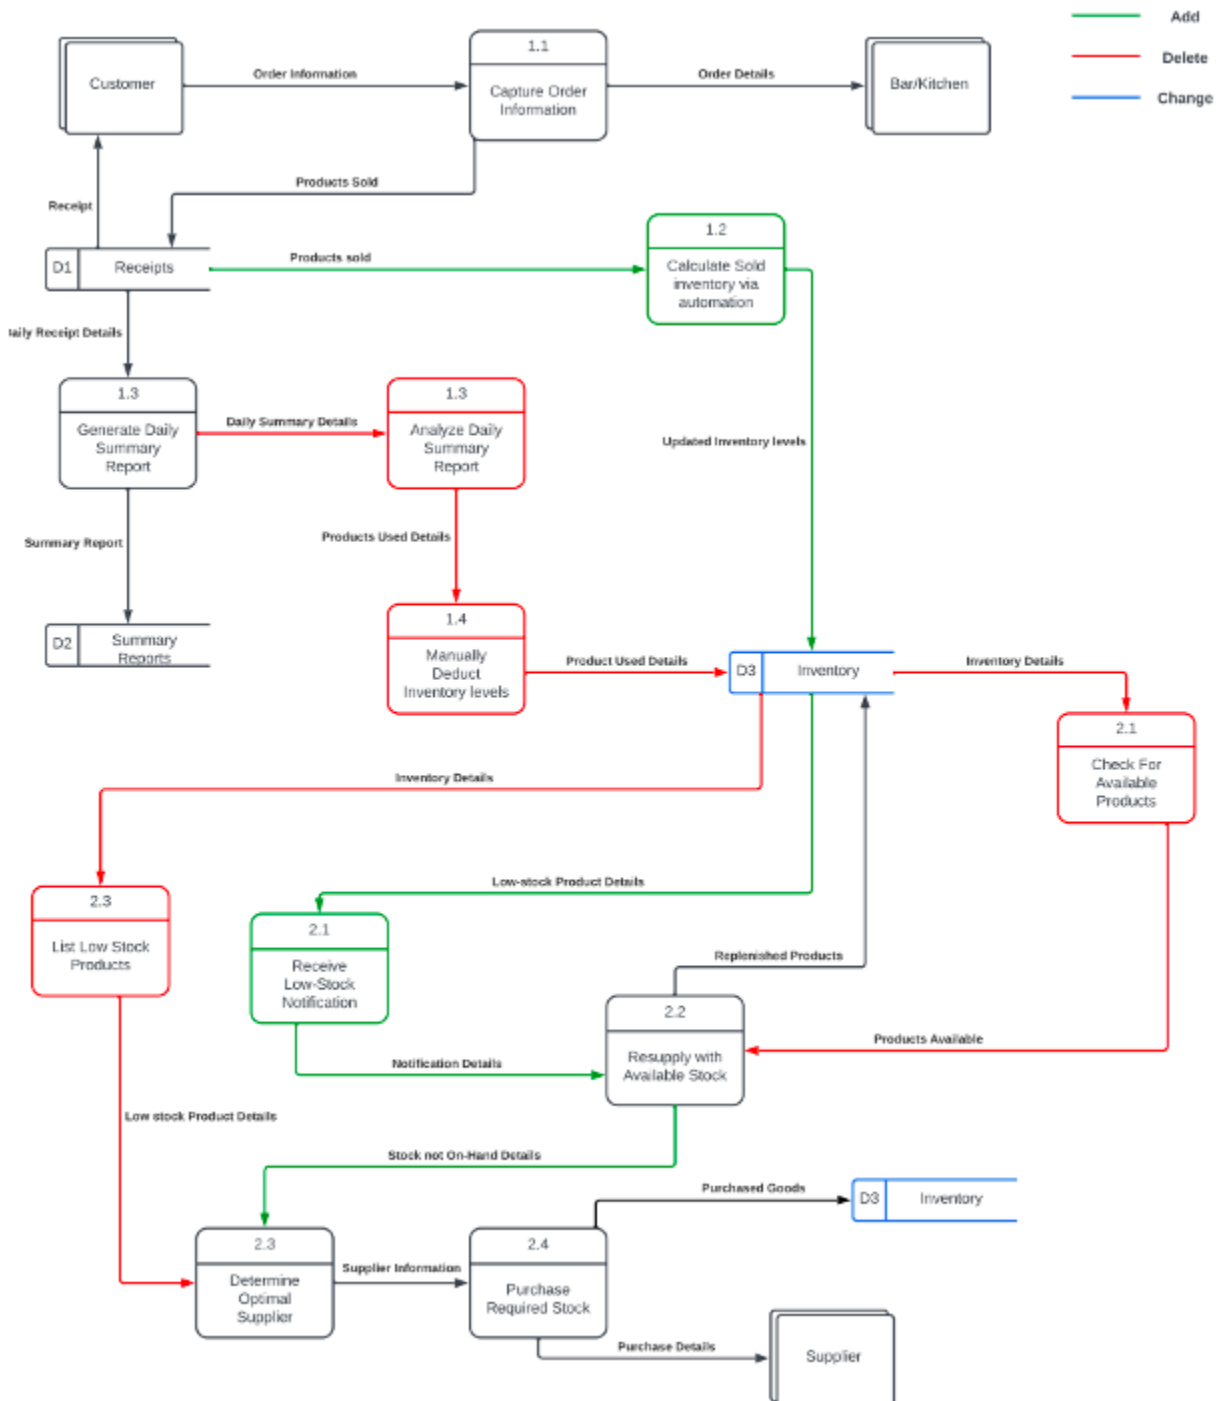 Add
Delete
Change
1.1
Customer
Order Information
Capture Order
Information
Order Details
Bar/Kitchen
Products Sold
Receipt
1.2
D1
Receipts
Products sold
Calculate Sold
inventory via
automation
aily Receipt Details
1.3
Generate Daily
Summary
Report
Daily Summary Details
1.3
Analyze Daily
Summary
Report
Updated Inventory levels
Summary Report
Products Used Details
1.4
Manually
Deduct
Inventory levels
D2
Summary
Reports
Product Used Details
D3
Inventory
Inventory Details
2.1
Check For
Available
Products
Inventory Details
Low-stock Product Details
2.3
List Low Stock
Products
2.1
Receive
Low-Stock
Notification
Replenished Products
2.2
Resupply with
Available Stock
Products Available
Notification Details
Low stock Product Details
Stock not On-Hand Details
Purchased Goods
D3
Inventory
2.3
Determine
Optimal
Supplier
Supplier Information
2.4
Purchase
Required Stock
Purchase Details
Supplier